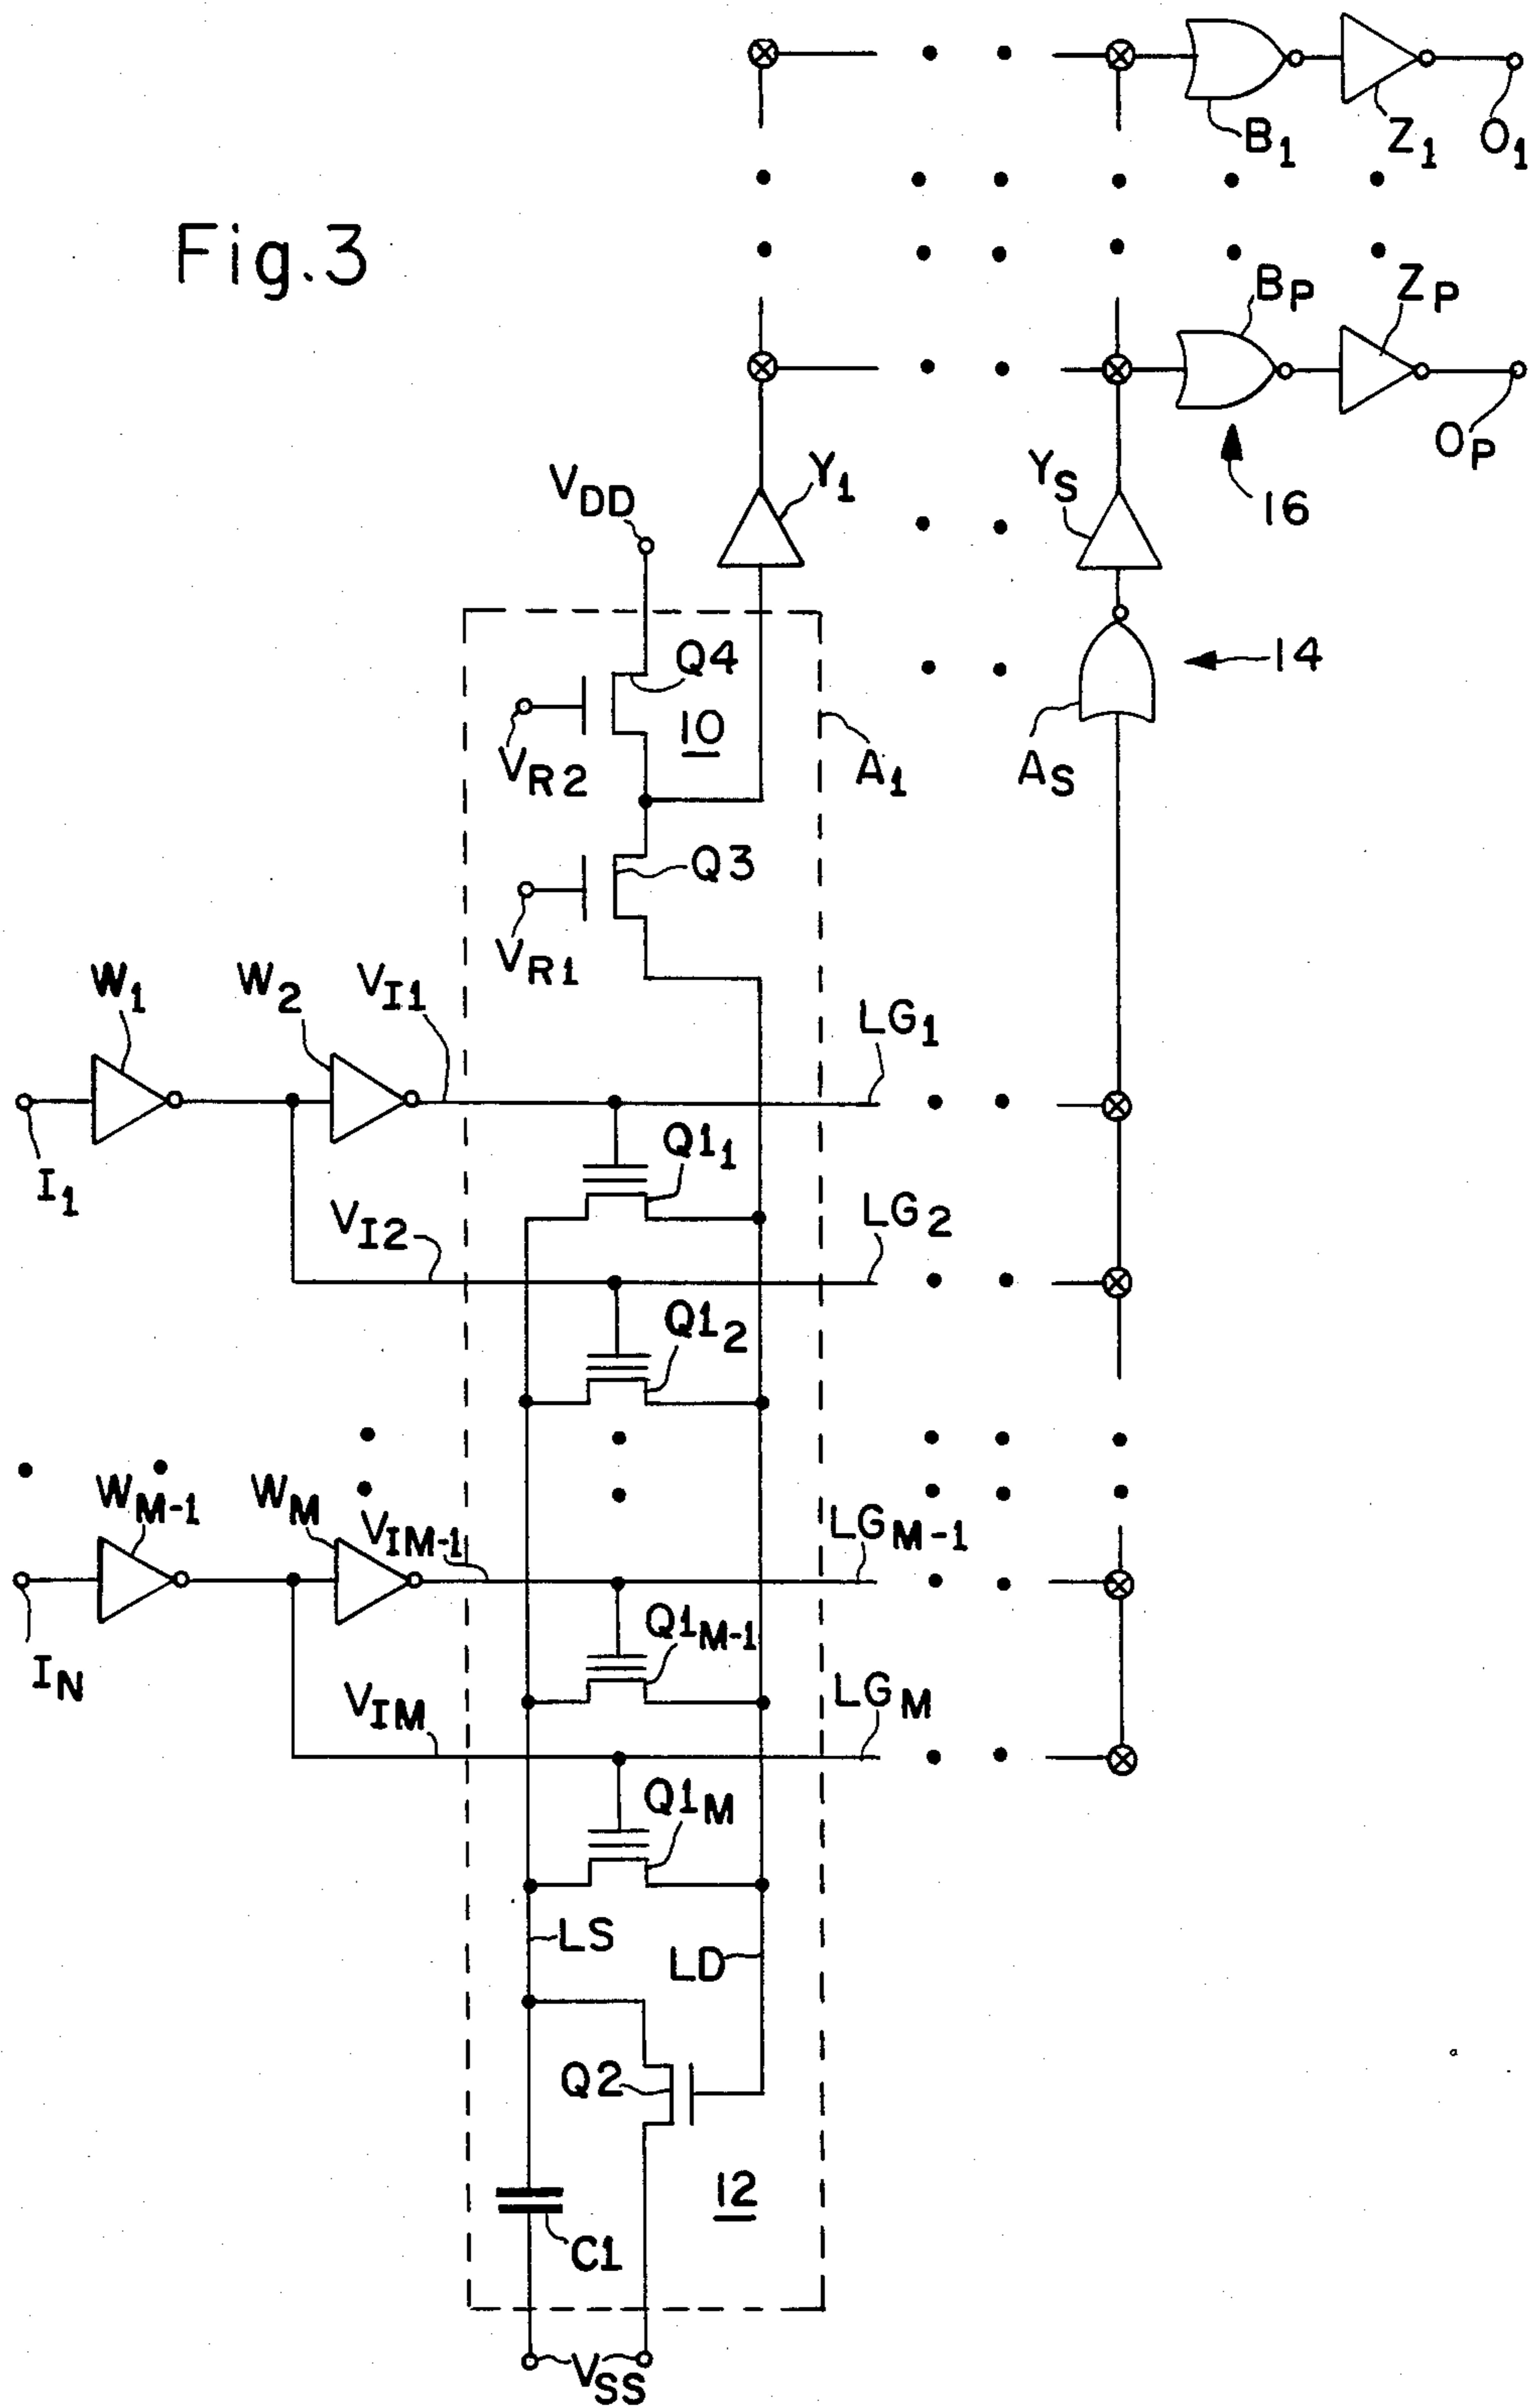 B1
Z1
O1
Fig.3
BP
ZP
OP
16
VDD
Y1
YS
Q4
14
10
VR2
A1
AS
Q3
VR1
W1
W2
VI1
LG1
Q11
I1
VI2
LG2
Q12
WM-1
WM
VIM-1
LGM-1
Q1M-1
IN
VIM
LGM
Q1M
LS
LD
Q2
12
C1
VSS